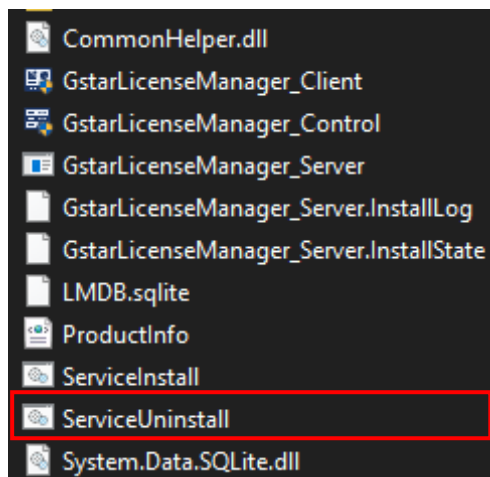 CommonHelper.dll
GstarLicenseManager_Client
GstarLicenseManager_Control
GstarLicenseManager_Server
GstarLicenseManager_Server.InstallLog
GstarLicenseManager_Server.InstallState
LMDB.sqlite
ProductInfo
ServiceInstall
ServiceUninstall
System.Data.SQLite.dll